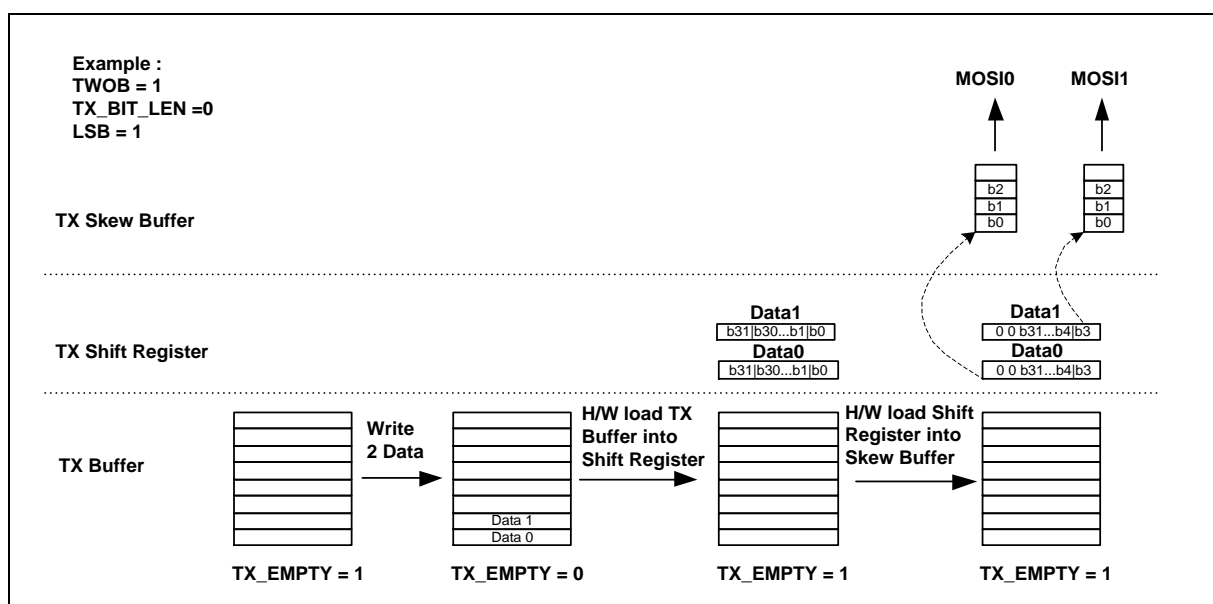 Example :
TWOB = 1
TX_BIT_LEN =0
LSB = 1
MOSI0
MOSI1
b2
b1
b0
b2
b1
b0
TX Skew Buffer
Data1
b31|b30...b1|b0
Data0
b31|b30...b1|b0
Data1
0 0 b31...b4|b3
Data0
0 0 b31...b4|b3
TX Shift Register
Write
2 Data
H/W load TX
Buffer into
Shift Register
H/W load Shift
Register into
Skew Buffer
TX Buffer
Data 1
Data 0
TX_EMPTY = 1
TX_EMPTY = 0
TX_EMPTY = 1
TX_EMPTY = 1